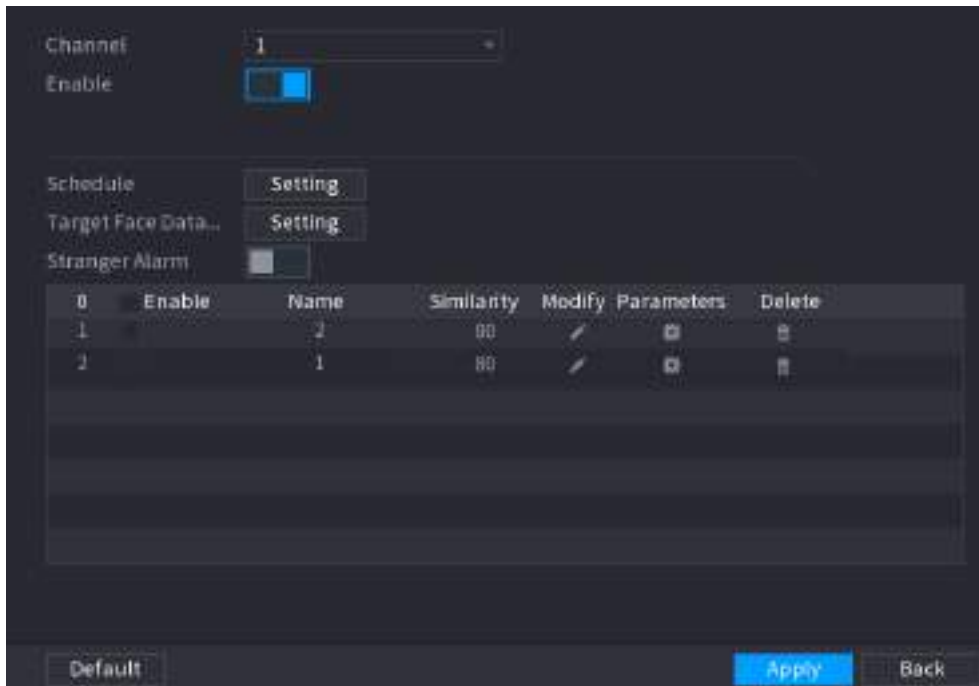 Channel 1
Enable
Schedule Setting
Target Face Data... Setting
Stranger Alarm
0 Enable Name Similarity Modify Parameters Delete
1 2
2 1 80
Default Apply Back